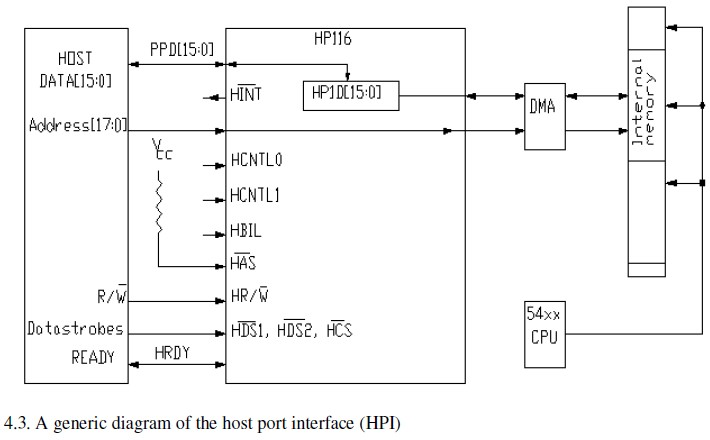 HP116
HOST
DATA[15:0]
PPD[15:0]
HINT
HP1D[15:0]
DMA
Internal
memory
Address[17:0]
Vcc
HCNTL0
HCNTL1
HBIL
HAS
R/W
HR/W
54xx
CPU
Datastrobes
HDS1, HDS2, HCS
READY
HRDY
4.3. A generic diagram of the host port interface (HPI)